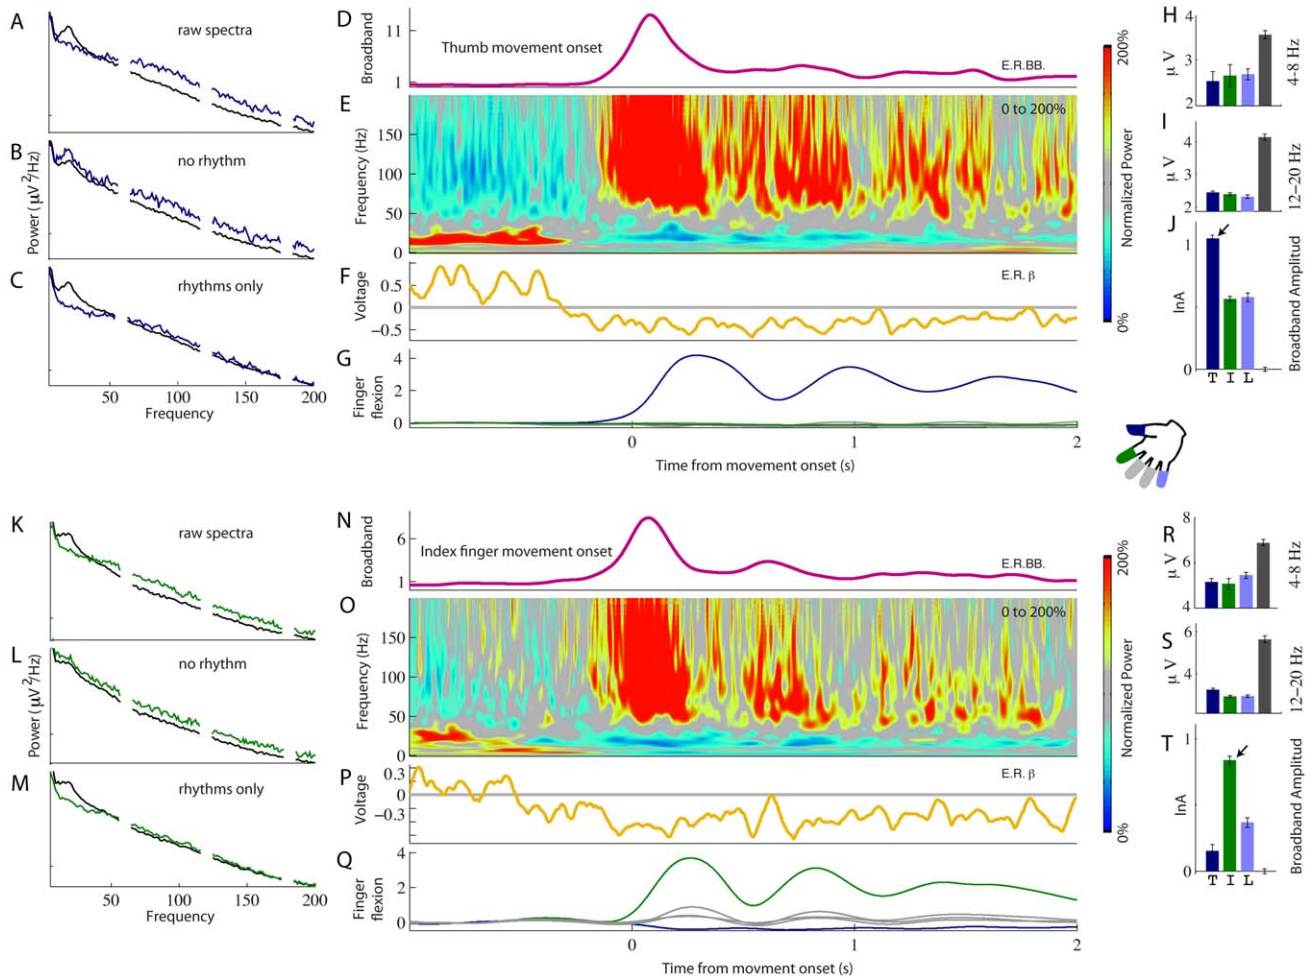 A
raw spectra
B
no rhythm
C
rhythms only
Power (µV²/Hz)
50 100 150 200
Frequency
D
Broadband
11
1
Thumb movement onset
E.R.BB.
E
Frequency (Hz)
150
100
50
0
0 to 200%
F
Voltage
0.5
0
−0.5
E.R. β
G
Finger
flexion
4
2
0
0 1 2
Time from movement onset (s)
200%
Normalized Power
0%
H
4
3
2
µ V
4-8 Hz
I
4
3
2
µ V
12–20 Hz
J
1
0
lnA
Broadband Amplitud
T I L
K
raw spectra
L
no rhythm
M
rhythms only
Power (µV²/Hz)
50 100 150 200
Frequency
N
Broadband
6
1
Index finger movement onset
E.R.BB.
O
Frequency (Hz)
150
100
50
0
0 to 200%
P
Voltage
0.3
0
−0.3
E.R. β
Q
Finger
flexion
4
2
0
0 1 2
Time from movment onset (s)
200%
Normalized Power
0%
R
8
6
4
µ V
4-8 Hz
S
6
4
µ V
12–20 Hz
T
1
0
lnA
Broadband Amplitud
T I L